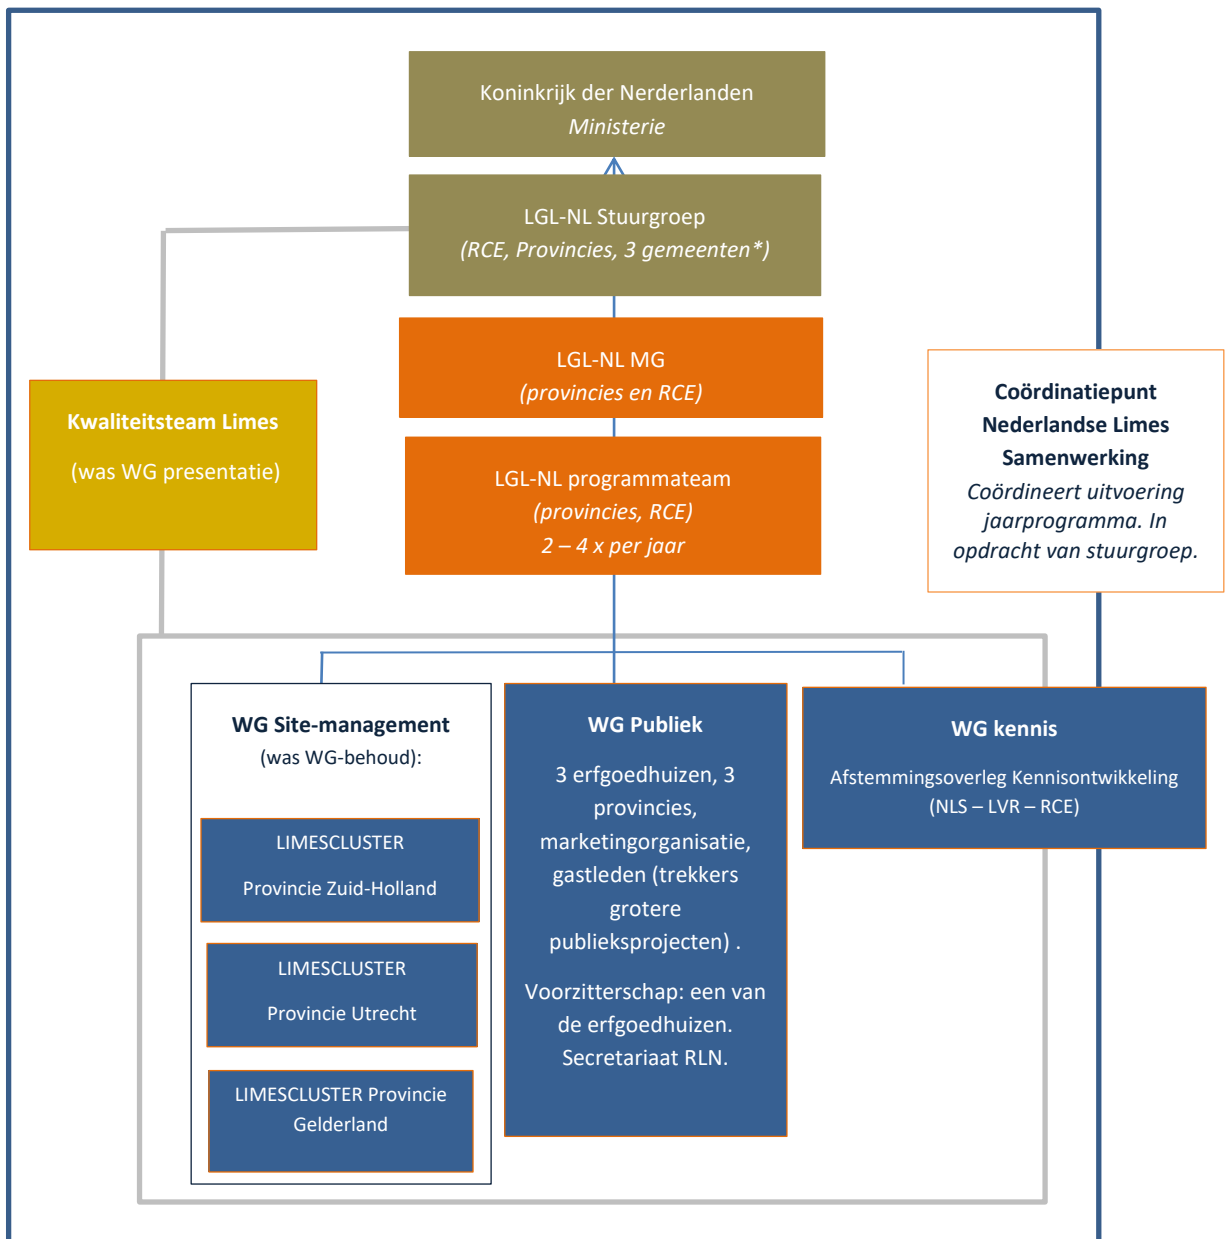 Koninkrijk der Nerderlanden
Ministerie
LGL-NL Stuurgroep
(RCE, Provincies, 3 gemeenten*)
LGL-NL MG
(provincies en RCE)
Kwaliteitsteam Limes
(was WG presentatie)
LGL-NL programmateam
(provincies, RCE)
2 – 4 x per jaar
Coördinatiepunt
Nederlandse Limes
Samenwerking
Coördineert uitvoering
jaarprogramma. In
opdracht van stuurgroep.
WG Site-management
(was WG-behoud):
LIMESCLUSTER
Provincie Zuid-Holland
LIMESCLUSTER
Provincie Utrecht
LIMESCLUSTER Provincie
Gelderland
WG Publiek
3 erfgoedhuizen, 3
provincies,
marketingorganisatie,
gastleden (trekkers
grotere
publieksprojecten) .
Voorzitterschap: een van
de erfgoedhuizen.
Secretariaat RLN.
WG kennis
Afstemmingsoverleg Kennisontwikkeling
(NLS – LVR – RCE)